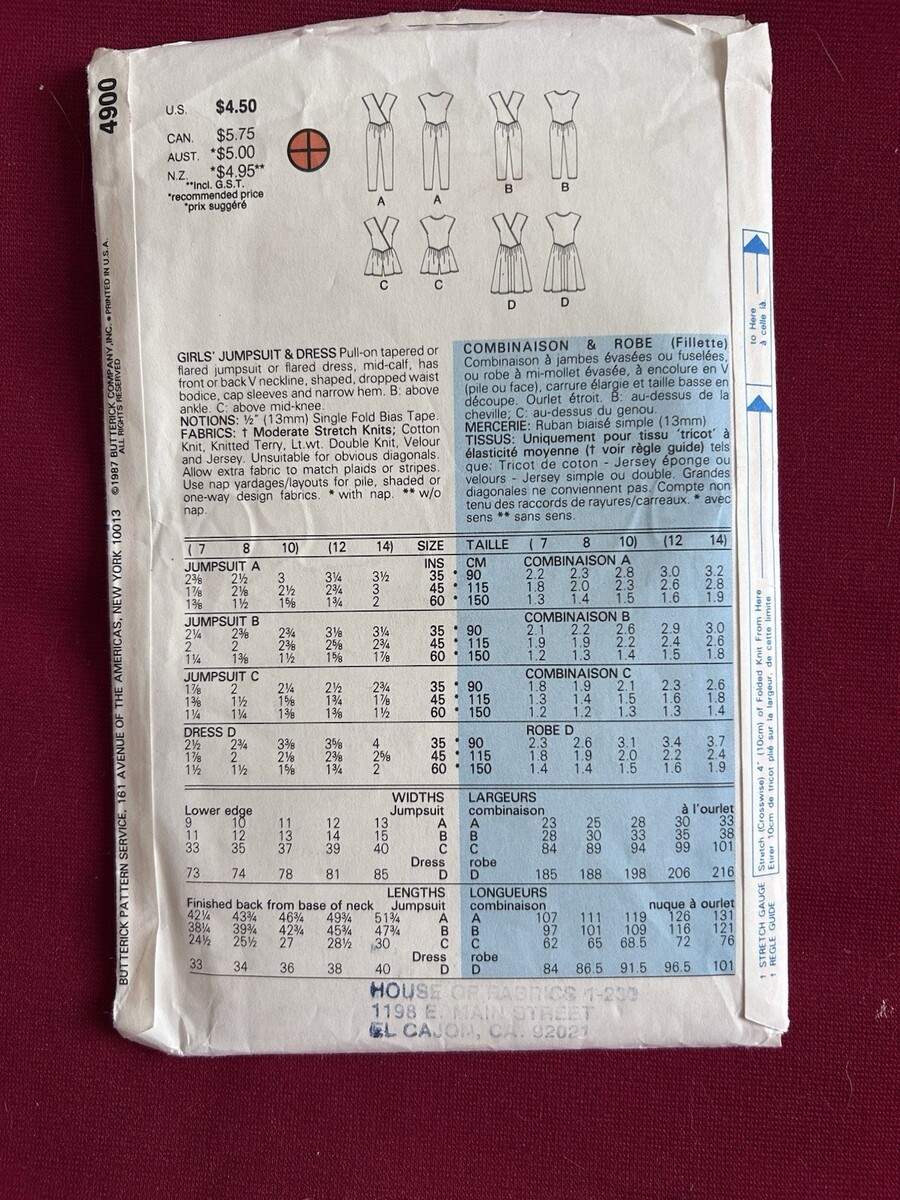 4900
U.S. $4.50
CAN. $5.75
AUST. *$5.00
N.Z. *$4.95**
**Incl. G.S.T.
*recommended price
*prix suggéré
A A B B
C C D D
GIRLS' JUMPSUIT & DRESS Pull-on tapered or
flared jumpsuit or flared dress, mid-calf, has
front or back V neckline, shaped, dropped waist
bodice, cap sleeves and narrow hem. B: above
ankle. C: above mid-knee.
NOTIONS: ½" (13mm) Single Fold Bias Tape.
FABRICS: † Moderate Stretch Knits; Cotton
Knit, Knitted Terry, Lt.wt. Double Knit, Velour
and Jersey. Unsuitable for obvious diagonals.
Allow extra fabric to match plaids or stripes.
Use nap yardages/layouts for pile, shaded or
one-way design fabrics. * with nap. ** w/o
nap.
COMBINAISON & ROBE (Fillette)
Combinaison à jambes évasées ou fuselées,
ou robe à mi-mollet évasée, à encolure en V
(pile ou face), carrure élargie et taille basse en
découpe. Ourlet étroit. B: au-dessus de la
cheville; C: au-dessus du genou.
MERCERIE: Ruban biaisé simple (13mm)
TISSUS: Uniquement pour tissu 'tricot' à
élasticité moyenne († voir règle guide) tels
que: Tricot de coton - Jersey éponge ou
velours - Jersey simple ou double. Grandes
diagonales ne conviennent pas. Compte non
tenu des raccords de rayures/carreaux. * avec
sens ** sans sens.
( 7 8 10) (12 14) SIZE TAILLE ( 7 8 10) (12 14)
JUMPSUIT A INS CM COMBINAISON A
2⅜ 2½ 3 3¼ 3½ 35 * 90 2.2 2.3 2.8 3.0 3.2
1⅞ 2⅛ 2½ 2¾ 3 45 * 115 1.8 2.0 2.3 2.6 2.8
1⅜ 1½ 1⅝ 1¾ 2 60 * 150 1.3 1.4 1.5 1.6 1.9
JUMPSUIT B COMBINAISON B
2¼ 2⅜ 2¾ 3⅛ 3¼ 35 * 90 2.1 2.2 2.6 2.9 3.0
2 2 2⅜ 2⅝ 2¾ 45 * 115 1.9 1.9 2.2 2.4 2.6
1¼ 1⅜ 1½ 1⅝ 1⅞ 60 * 150 1.2 1.3 1.4 1.5 1.8
JUMPSUIT C COMBINAISON C
1⅞ 2 2¼ 2½ 2¾ 35 * 90 1.8 1.9 2.1 2.3 2.6
1⅜ 1½ 1⅝ 1¾ 1⅞ 45 * 115 1.3 1.4 1.5 1.6 1.8
1¼ 1¼ 1⅜ 1⅜ 1½ 60 * 150 1.2 1.2 1.3 1.3 1.4
DRESS D ROBE D
2½ 2¾ 3⅜ 3⅝ 4 35 * 90 2.3 2.6 3.1 3.4 3.7
1⅞ 2 2⅛ 2⅜ 2⅝ 45 * 115 1.8 1.9 2.0 2.2 2.4
1½ 1½ 1⅝ 1¾ 2 60 * 150 1.4 1.4 1.5 1.6 1.9
WIDTHS LARGEURS
Lower edge Jumpsuit combinaison à l'ourlet
9 10 11 12 13 A A 23 25 28 30 33
11 12 13 14 15 B B 28 30 33 35 38
33 35 37 39 40 C C 84 89 94 99 101
Dress robe
73 74 78 81 85 D D 185 188 198 206 216
LENGTHS LONGUEURS
Finished back from base of neck Jumpsuit combinaison nuque à ourlet
42¼ 43¾ 46¾ 49¾ 51¾ A A 107 111 119 126 131
38¼ 39¾ 42¾ 45¾ 47¾ B B 97 101 109 116 121
24½ 25½ 27 28½ 30 C C 62 65 68.5 72 76
Dress robe
33 34 36 38 40 D D 84 86.5 91.5 96.5 101
HOUSE OF FABRICS 1-230
1198 E. MAIN STREET
EL CAJON, CA. 92021
BUTTERICK PATTERN SERVICE, 161 AVENUE OF THE AMERICAS, NEW YORK 10013 ©1987 BUTTERICK COMPANY, INC. • PRINTED IN U.S.A.
ALL RIGHTS RESERVED
† STRETCH GAUGE Stretch (Crosswise) 4" (10cm) of Folded Knit From Here to Here
† REGLE GUIDE Etirer 10cm de tricot plié sur la largeur, de cette limite à celle là.